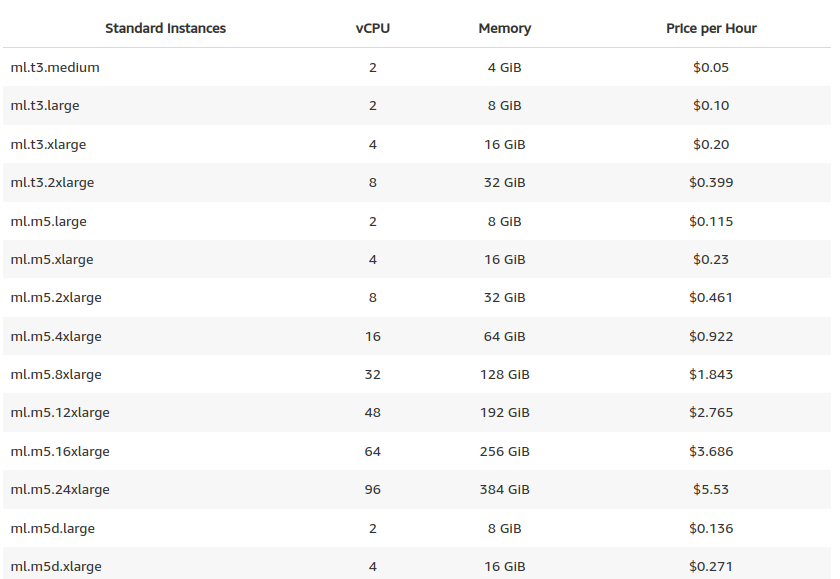 Standard Instances vCPU Memory Price per Hour
ml.t3.medium 2 4 GiB $0.05
ml.t3.large 2 8 GiB $0.10
ml.t3.xlarge 4 16 GiB $0.20
ml.t3.2xlarge 8 32 GiB $0.399
ml.m5.large 2 8 GiB $0.115
ml.m5.xlarge 4 16 GiB $0.23
ml.m5.2xlarge 8 32 GiB $0.461
ml.m5.4xlarge 16 64 GiB $0.922
ml.m5.8xlarge 32 128 GiB $1.843
ml.m5.12xlarge 48 192 GiB $2.765
ml.m5.16xlarge 64 256 GiB $3.686
ml.m5.24xlarge 96 384 GiB $5.53
ml.m5d.large 2 8 GiB $0.136
ml.m5d.xlarge 4 16 GiB $0.271